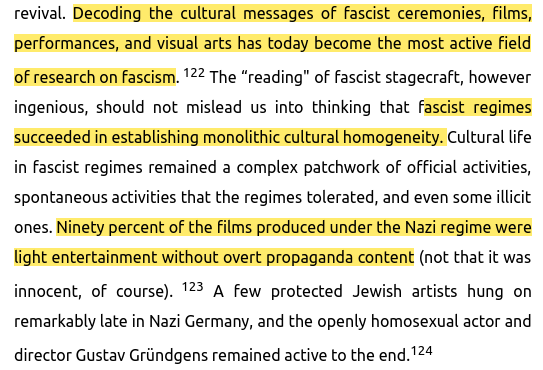 revival. Decoding the cultural messages of fascist ceremonies, films,
performances, and visual arts has today become the most active field
of research on fascism. 122 The “reading" of fascist stagecraft, however
ingenious, should not mislead us into thinking that fascist regimes
succeeded in establishing monolithic cultural homogeneity. Cultural life
in fascist regimes remained a complex patchwork of official activities,
spontaneous activities that the regimes tolerated, and even some illicit
ones. Ninety percent of the films produced under the Nazi regime were
light entertainment without overt propaganda content (not that it was
innocent, of course). 123 A few protected Jewish artists hung on
remarkably late in Nazi Germany, and the openly homosexual actor and
director Gustav Gründgens remained active to the end.124